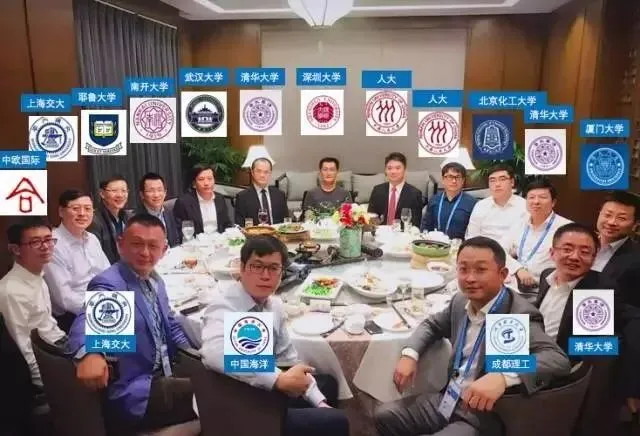 武汉大学
清华大学
深圳大学
人大
南开大学
耶鲁大学
上海交大
人大
北京化工大学
清华大学
厦门大学
中欧国际
上海交大
中国海洋
成都理工
清华大学